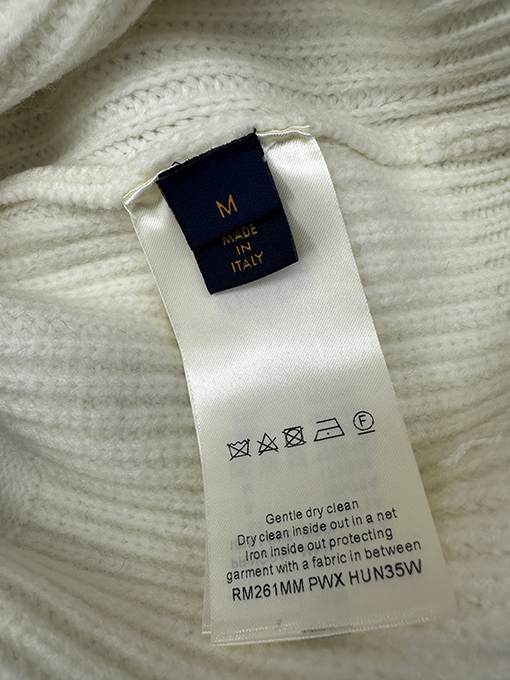 M
MADE
IN
ITALY
F
Gentle dry clean
Dry clean inside out in a net
Iron inside out protecting
garment with a fabric in between
RM261MM PWX HUN35W